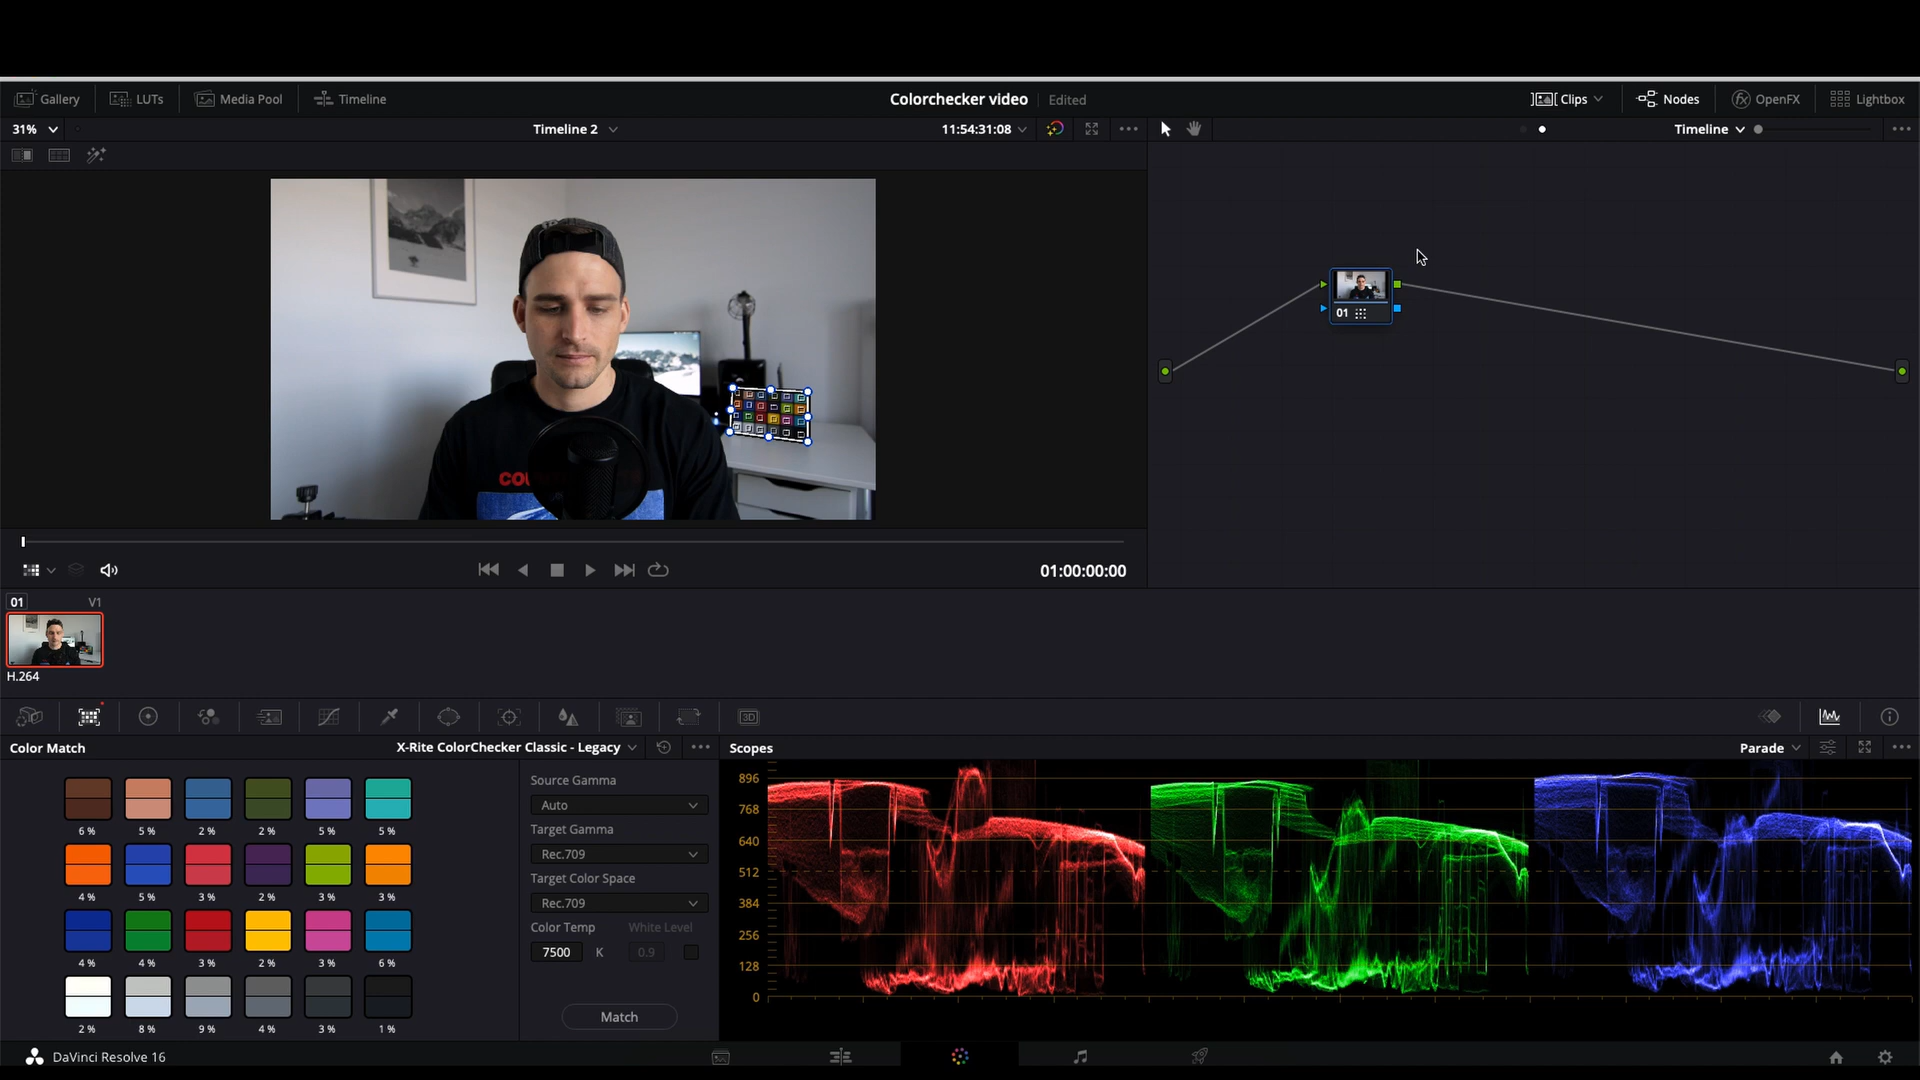 Gallery LUTs Media Pool Timeline Colorchecker video Edited Clips Nodes OpenFX Lightbox
31% Timeline 2 11:54:31:08 Timeline
COU
01
01:00:00:00
01 V1
H.264
Color Match X-Rite ColorChecker Classic - Legacy Scopes Parade
6 % 5 % 2 % 2 % 5 % 5 %
4 % 5 % 3 % 2 % 3 % 3 %
4 % 4 % 3 % 2 % 3 % 6 %
2 % 8 % 9 % 4 % 3 % 1 %
Source Gamma
Auto
Target Gamma
Rec.709
Target Color Space
Rec.709
Color Temp White Level
7500 K 0.9
Match
896
768
640
512
384
256
128
0
3D
DaVinci Resolve 16